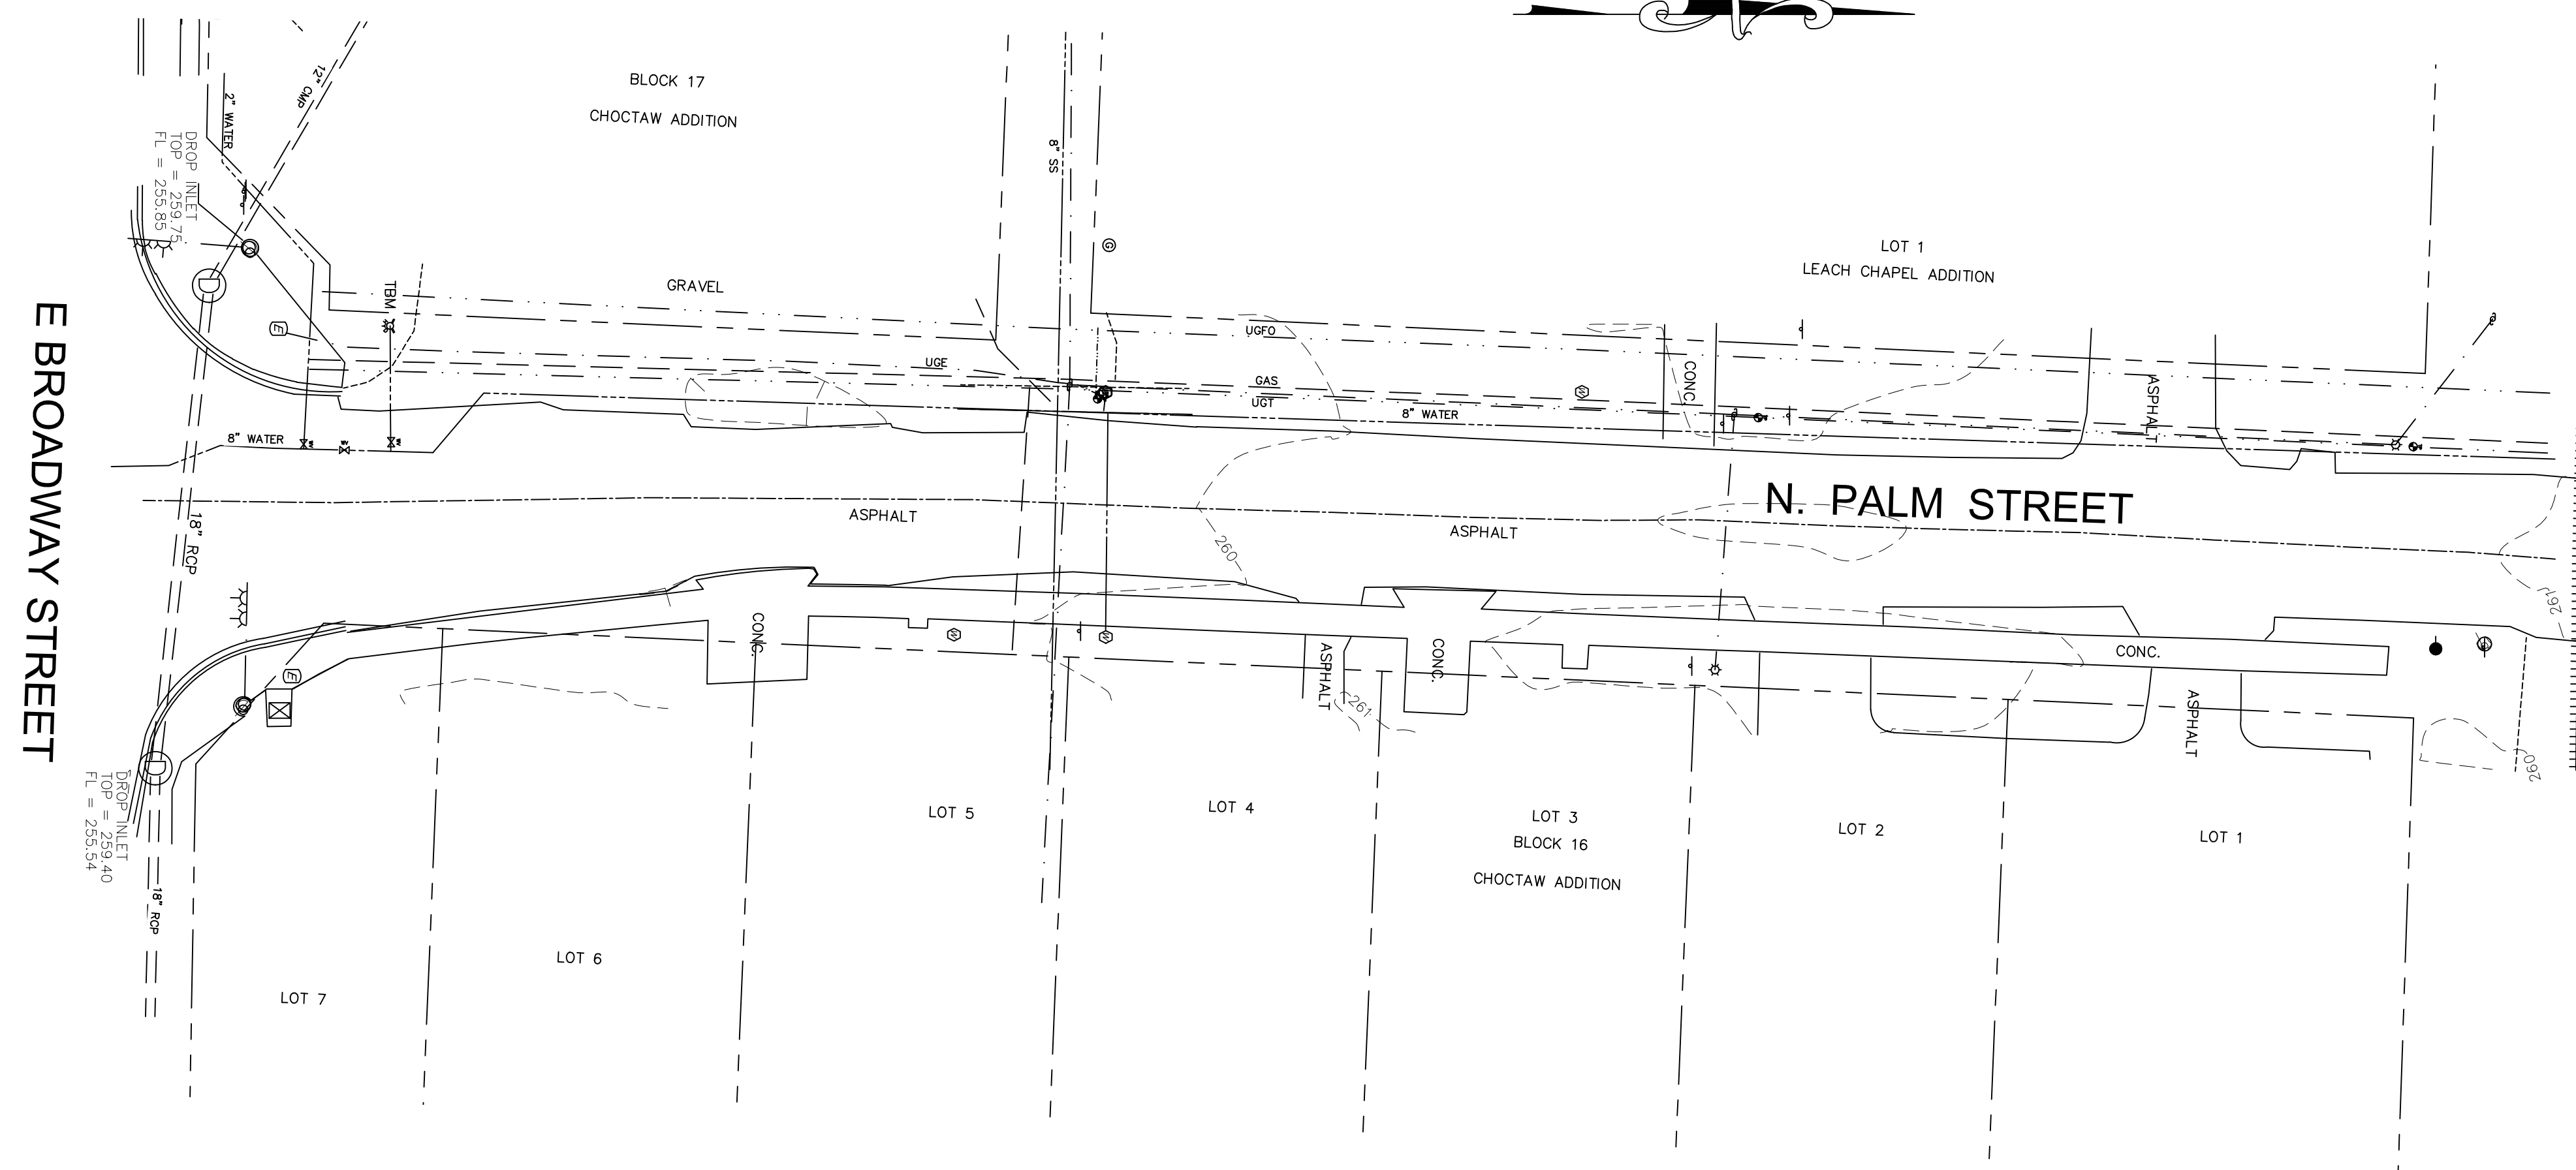 BLOCK 17
CHOCTAW ADDITION
12" CMP
2" WATER
DROP INLET
TOP = 259.75
FL = 255.85
8" SS
G
LOT 1
LEACH CHAPEL ADDITION
GRAVEL
TBM
E
UGFO
UGE
GAS
UGT
8" WATER
8" WATER
CONC.
ASPHALT
E BROADWAY STREET
N. PALM STREET
18" RCP
ASPHALT
ASPHALT
260
261
CONC.
ASPHALT
CONC.
CONC.
ASPHALT
261
260
E
D
D
DROP INLET
TOP = 259.40
FL = 255.54
18" RCP
LOT 5
LOT 4
LOT 3
BLOCK 16
CHOCTAW ADDITION
LOT 2
LOT 1
LOT 6
LOT 7